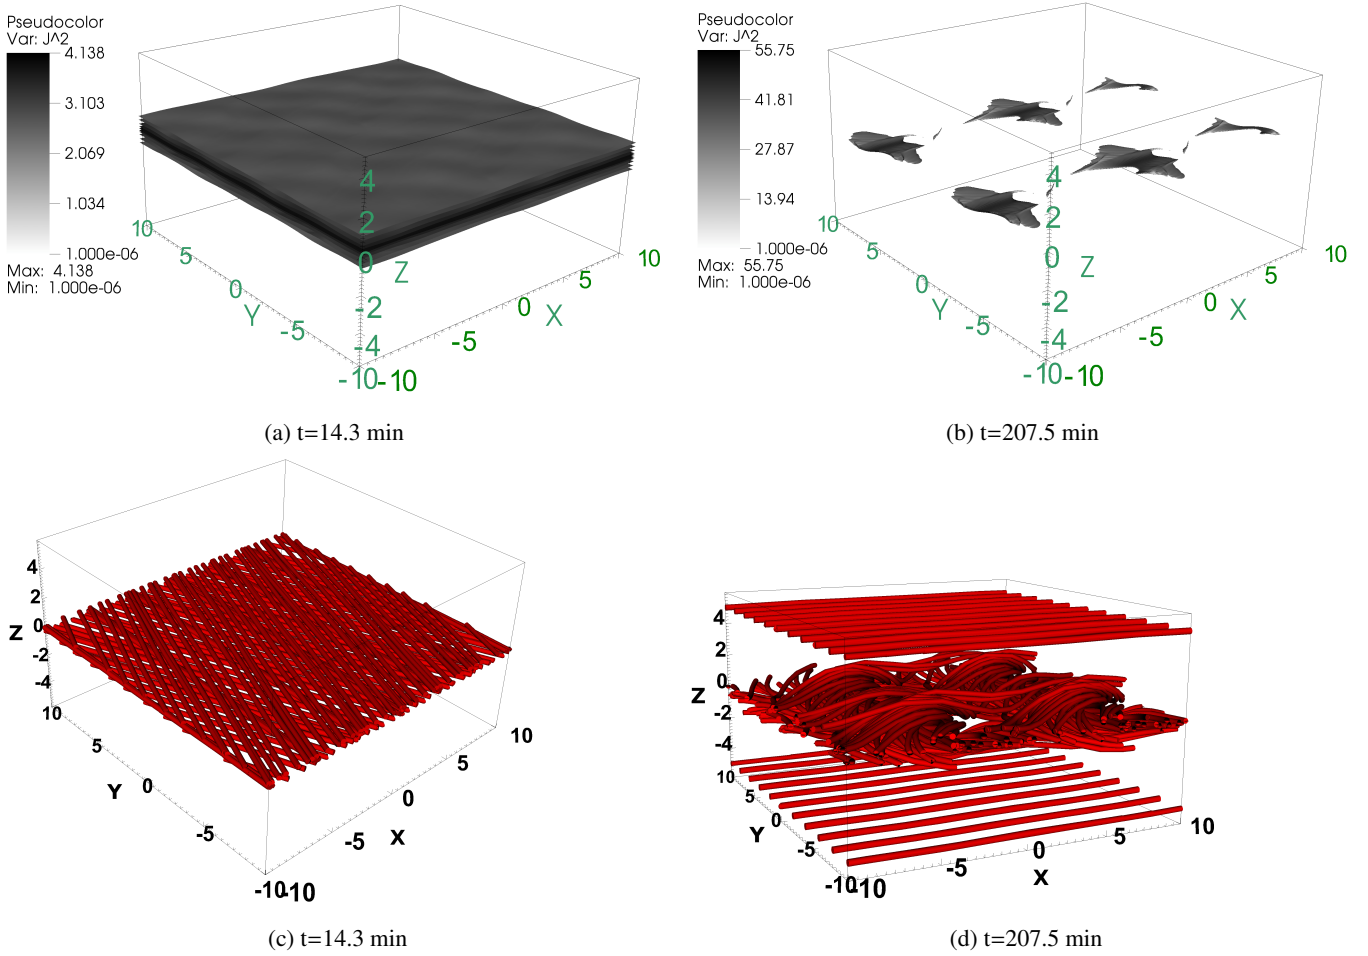 Pseudocolor
Var: J^2
4.138
3.103
2.069
1.034
1.000e-06
Max: 4.138
Min: 1.000e-06
4
2
0
-2
-4
Z
10
5
0
-5
-10
Y
-10
-5
0
5
10
X
(a) t=14.3 min
Pseudocolor
Var: J^2
55.75
41.81
27.87
13.94
1.000e-06
Max: 55.75
Min: 1.000e-06
4
2
0
-2
-4
Z
10
5
0
-5
-10
Y
-10
-5
0
5
10
X
(b) t=207.5 min
4
2
0
-2
-4
Z
10
5
0
-5
-10
Y
-10
-5
0
5
10
X
(c) t=14.3 min
4
2
0
-2
-4
Z
10
5
0
-5
-10
Y
-10
-5
0
5
10
X
(d) t=207.5 min